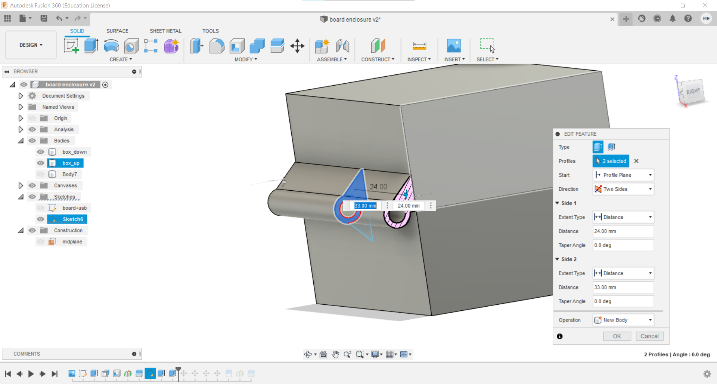 Autodesk Fusion 360 (Education License)
board enclosure v2*
DESIGN
SOLID SURFACE SHEET METAL TOOLS
CREATE MODIFY ASSEMBLE CONSTRUCT INSPECT INSERT SELECT
BROWSER
board enclosure v2
Document Settings
Named Views
Origin
Analysis
Bodies
box_down
box_up
Body7
Canvases
Sketches
board+usb
Sketch6
Construction
midplane
24.00
33.00 mm
24.00 mm
RIGHT
EDIT FEATURE
Type
Profiles 2 selected
Start Profile Plane
Direction Two Sides
Side 1
Extent Type Distance
Distance 24.00 mm
Taper Angle 0.0 deg
Side 2
Extent Type Distance
Distance 33.00 mm
Taper Angle 0.0 deg
Operation New Body
OK Cancel
COMMENTS
2 Profiles | Angle : 0.0 deg